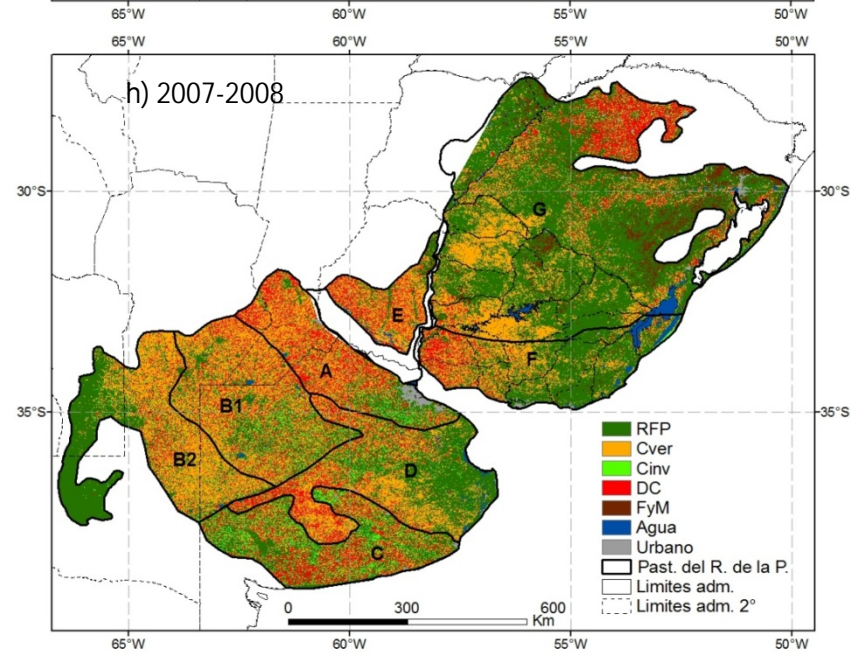 65°W 60°W 55°W 50°W
65°W 60°W 55°W 50°W
h) 2007-2008
30°S 30°S
G
E
A
F
35°S 35°S
B1
B2
D
C
RFP
Cver
Cinv
DC
FyM
Agua
Urbano
Past. del R. de la P.
Limites adm.
Limites adm. 2°
0 300 600
Km
65°W 60°W 55°W 50°W